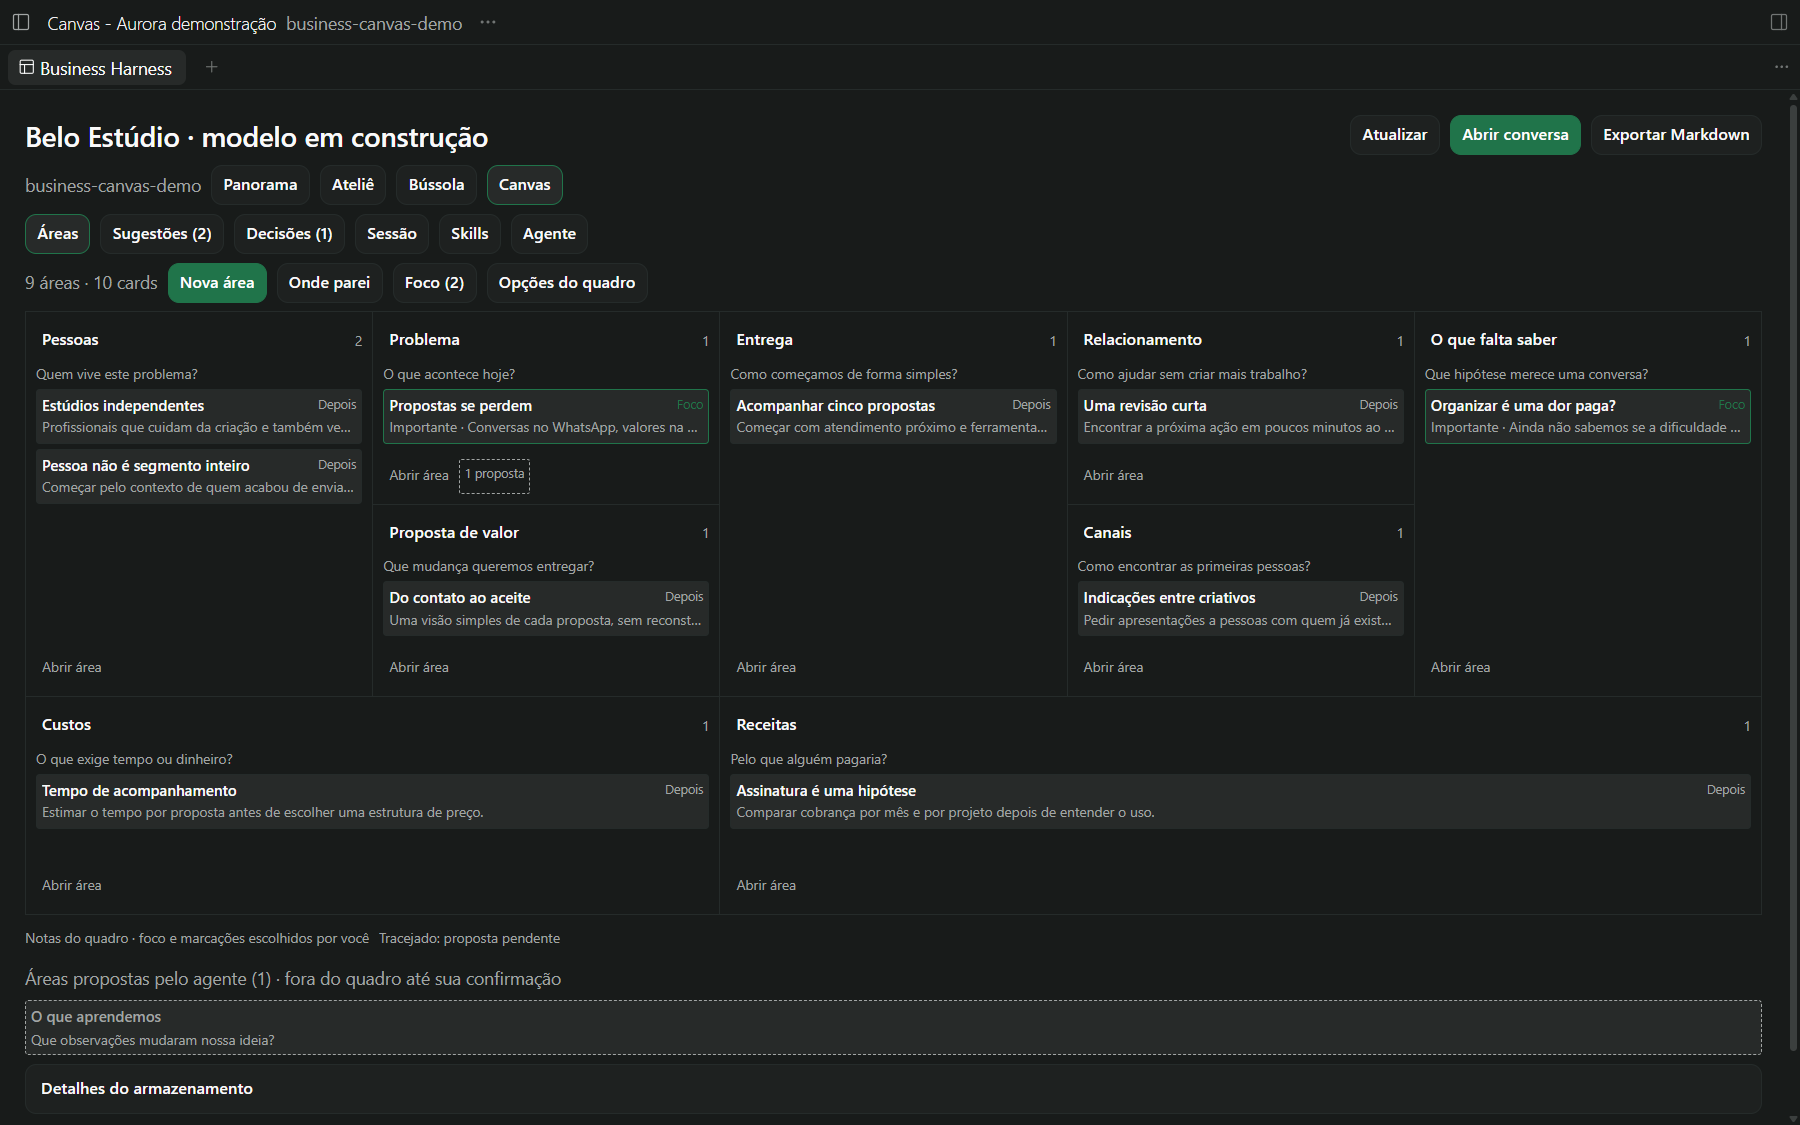 Canvas - Aurora demonstração business-canvas-demo ···
Business Harness +
Belo Estúdio · modelo em construção
Atualizar
Abrir conversa
Exportar Markdown
business-canvas-demo
Panorama
Ateliê
Bússola
Canvas
Áreas
Sugestões (2)
Decisões (1)
Sessão
Skills
Agente
9 áreas · 10 cards
Nova área
Onde parei
Foco (2)
Opções do quadro
Pessoas 2
Quem vive este problema?
Estúdios independentes Depois
Profissionais que cuidam da criação e também ve...
Pessoa não é segmento inteiro Depois
Começar pelo contexto de quem acabou de envia...
Abrir área
Problema 1
O que acontece hoje?
Propostas se perdem Foco
Importante · Conversas no WhatsApp, valores na ...
Abrir área 1 proposta
Proposta de valor 1
Que mudança queremos entregar?
Do contato ao aceite Depois
Uma visão simples de cada proposta, sem reconst...
Abrir área
Entrega 1
Como começamos de forma simples?
Acompanhar cinco propostas Depois
Começar com atendimento próximo e ferramenta...
Abrir área
Relacionamento 1
Como ajudar sem criar mais trabalho?
Uma revisão curta Depois
Encontrar a próxima ação em poucos minutos ao ...
Abrir área
Canais 1
Como encontrar as primeiras pessoas?
Indicações entre criativos Depois
Pedir apresentações a pessoas com quem já exist...
Abrir área
O que falta saber 1
Que hipótese merece uma conversa?
Organizar é uma dor paga? Foco
Importante · Ainda não sabemos se a dificuldade ...
Abrir área
Custos 1
O que exige tempo ou dinheiro?
Tempo de acompanhamento Depois
Estimar o tempo por proposta antes de escolher uma estrutura de preço.
Abrir área
Receitas 1
Pelo que alguém pagaria?
Assinatura é uma hipótese Depois
Comparar cobrança por mês e por projeto depois de entender o uso.
Abrir área
Notas do quadro · foco e marcações escolhidos por você Tracejado: proposta pendente
Áreas propostas pelo agente (1) · fora do quadro até sua confirmação
O que aprendemos
Que observações mudaram nossa ideia?
Detalhes do armazenamento